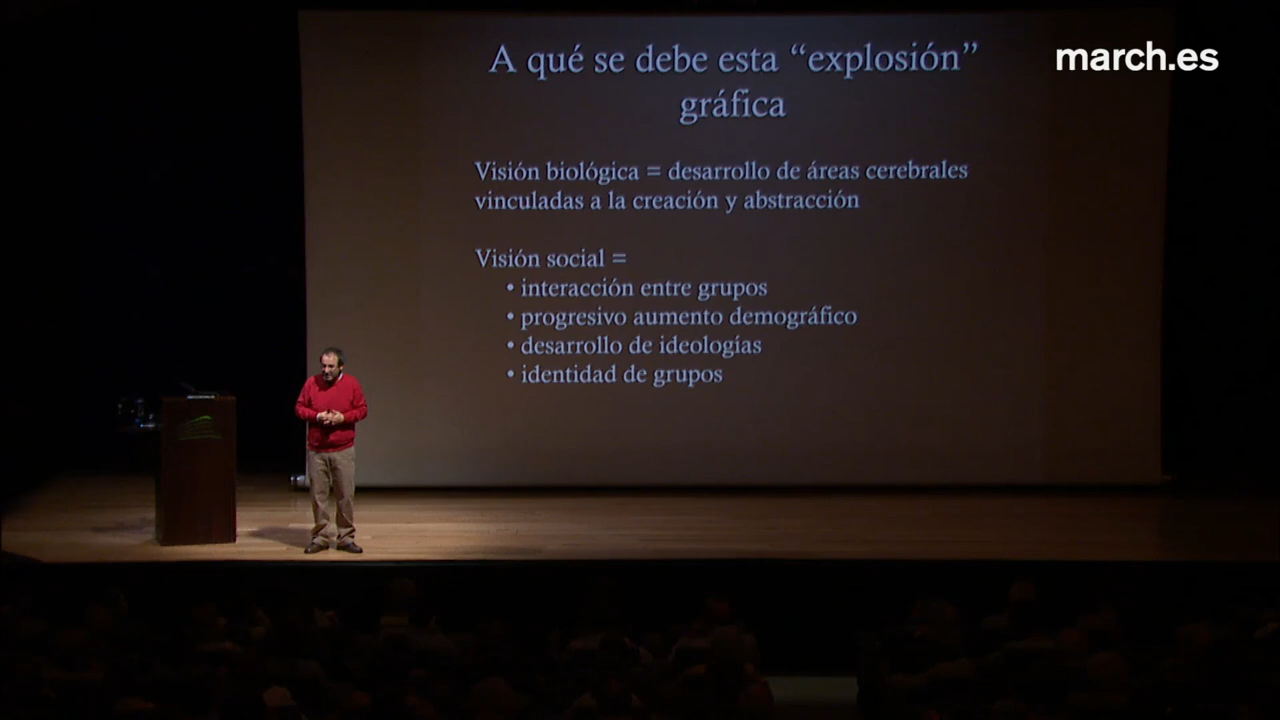 A qué se debe esta “explosión”
gráfica
march.es
Visión biológica = desarrollo de áreas cerebrales
vinculadas a la creación y abstracción
Visión social =
• interacción entre grupos
• progresivo aumento demográfico
• desarrollo de ideologías
• identidad de grupos